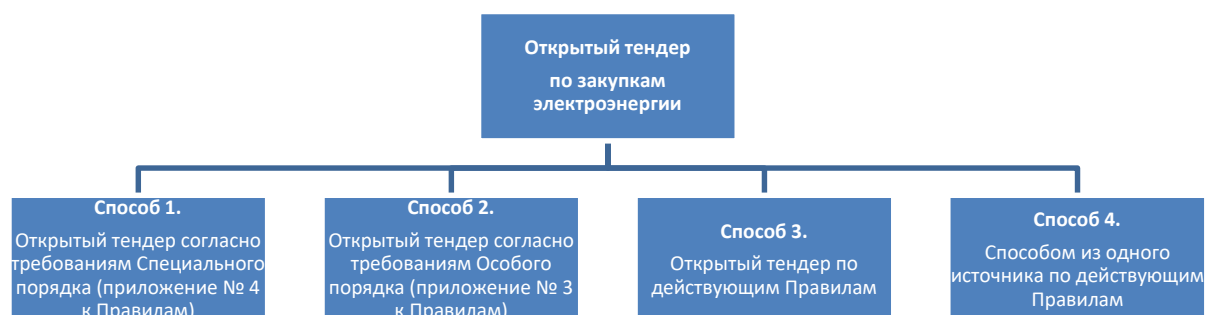 Открытый тендер
по закупкам
электроэнергии
Способ 1.
Открытый тендер согласно
требованиям Специального
порядка (приложение № 4
к Правилам)
Способ 2.
Открытый тендер согласно
требованиям Особого
порядка (приложение № 3
к Правилам)
Способ 3.
Открытый тендер по
действующим Правилам
Способ 4.
Способом из одного
источника по действующим
Правилам